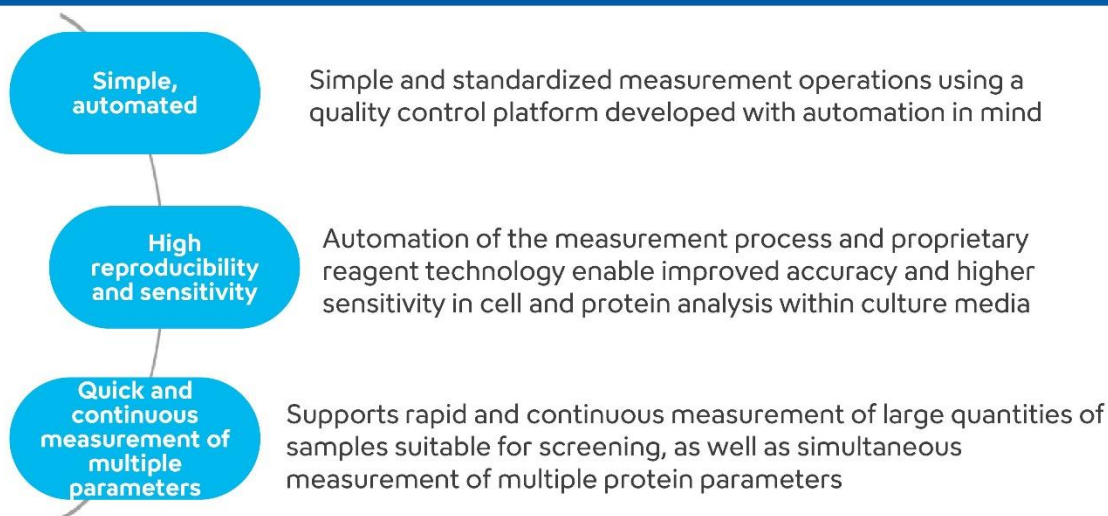 Simple,
automated
Simple and standardized measurement operations using a
quality control platform developed with automation in mind
High
reproducibility
and sensitivity
Automation of the measurement process and proprietary
reagent technology enable improved accuracy and higher
sensitivity in cell and protein analysis within culture media
Quick and
continuous
measurement of
multiple
parameters
Supports rapid and continuous measurement of large quantities of
samples suitable for screening, as well as simultaneous
measurement of multiple protein parameters